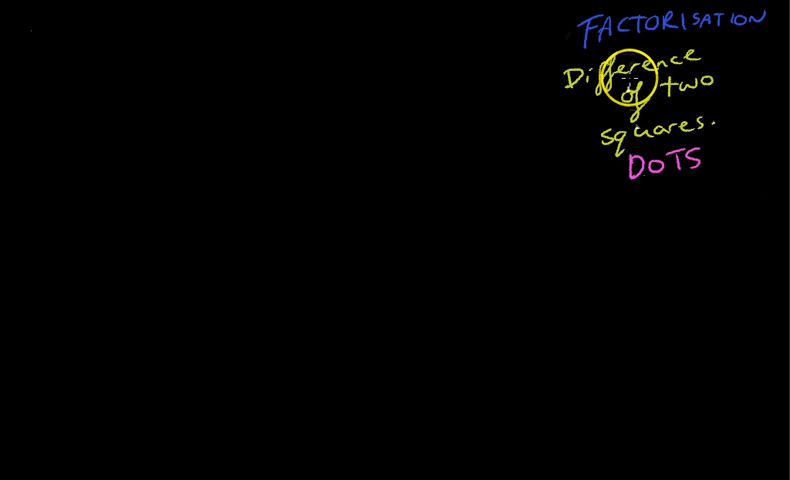 FACTORISATION
Difference
of two
squares.
DOTS